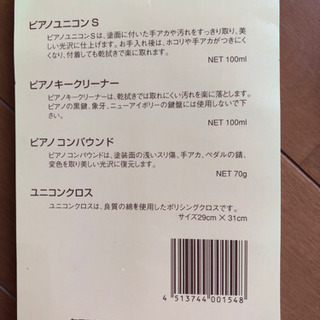 ピアノユニコンS
ピアノユニコンSは、塗面に付いた手アカや汚れをすっきり取り、美
しい光沢に仕上げます。お手入れ後は、ホコリや手アカがつきにく
くなり、付着しても乾拭きで楽に取れます。
NET 100ml
ピアノキークリーナー
ピアノキークリーナーは、乾拭きでは取れにくい汚れを楽に落とします。
ピアノの黒鍵、象牙、ニューアイボリーの鍵盤には使用しないで下
さい。
NET 100ml
ピアノコンパウンド
ピアノコンパウンドは、塗装面の浅いスリ傷、手アカ、ペダルの錆、
変色を取り美しい光沢に復元します。
NET 70g
ユニコンクロス
ユニコンクロスは、良質の綿を使用したポリシングクロスです。
サイズ29cm×31cm
4 513744 001548